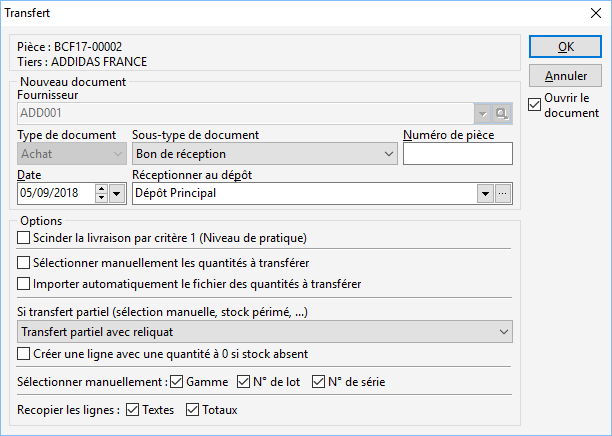 Transfert
Pièce : BCF17-00002
Tiers : ADDIDAS FRANCE
OK
Annuler
Ouvrir le
document
Nouveau document
Fournisseur
ADD001
Type de document Sous-type de document Numéro de pièce
Achat Bon de réception
Date Réceptionner au dépôt
05/09/2018 Dépôt Principal ...
Options
Scinder la livraison par critère 1 (Niveau de pratique)
Sélectionner manuellement les quantités à transférer
Importer automatiquement le fichier des quantités à transférer
Si transfert partiel (sélection manuelle, stock périmé, ...)
Transfert partiel avec reliquat
Créer une ligne avec une quantité à 0 si stock absent
Sélectionner manuellement : Gamme N° de lot N° de série
Recopier les lignes : Textes Totaux